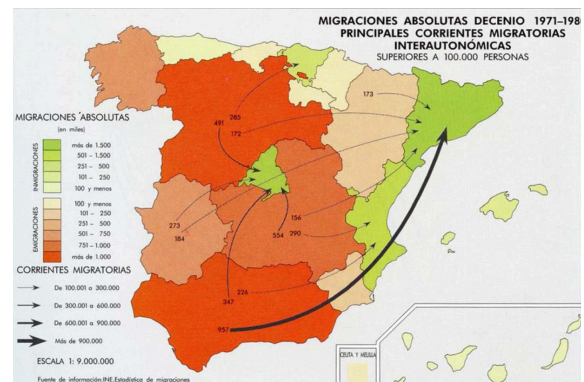 MIGRACIONES ABSOLUTAS DECENIO 1971-198
PRINCIPALES CORRIENTES MIGRATORIAS
INTERAUTONÓMICAS
SUPERIORES A 100.000 PERSONAS
173
285
491
172
MIGRACIONES ABSOLUTAS
(en miles)
INMIGRACIONES
más de 1.500
501 - 1.500
251 - 500
101 - 250
100 y menos
EMIGRACIONES
100 y menos
101 - 250
251 - 500
501 - 750
751 - 1.000
más de 1.000
273
184
156
290
554
CORRIENTES MIGRATORIAS
De 100.001 a 300.000
De 300.001 a 600.000
De 600.001 a 900.000
Más de 900.000
226
347
957
ESCALA 1: 9.000.000
CEUTA Y MELILLA
Fuente de información:INE.Estadística de migraciones